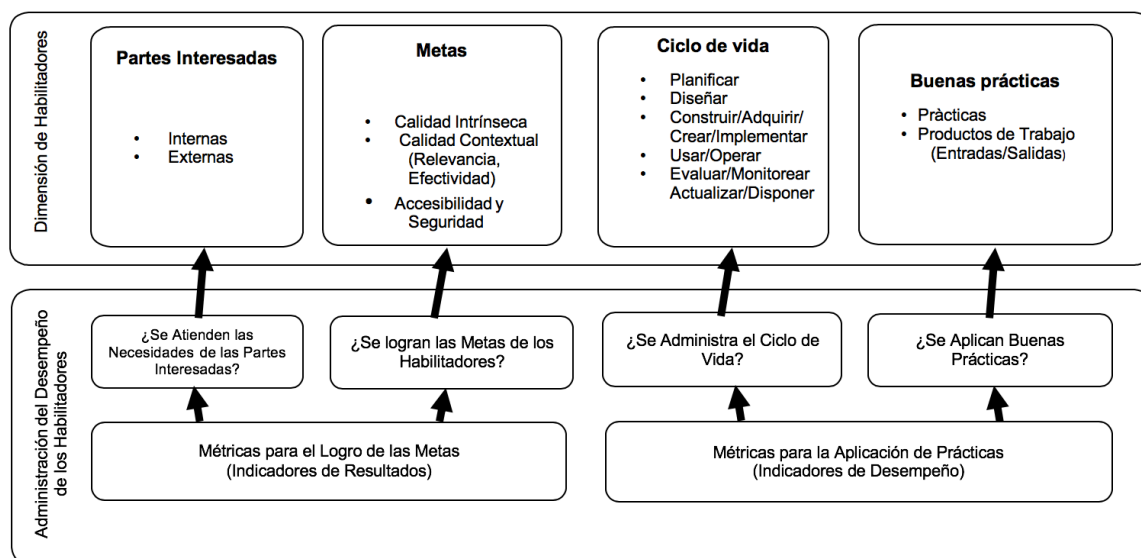 Dimensión de Habilitadores
Partes Interesadas
• Internas
• Externas
Metas
• Calidad Intrínseca
• Calidad Contextual
(Relevancia,
Efectividad)
• Accesibilidad y
Seguridad
Ciclo de vida
• Planificar
• Diseñar
• Construir/Adquirir/
Crear/Implementar
• Usar/Operar
• Evaluar/Monitorear
Actualizar/Disponer
Buenas prácticas
• Pràcticas
• Productos de Trabajo
(Entradas/Salidas)
Administración del Desempeño
de los Habilitadores
¿Se Atienden las
Necesidades de las Partes
Interesadas?
¿Se logran las Metas de los
Habilitadores?
¿Se Administra el Ciclo de
Vida?
¿Se Aplican Buenas
Prácticas?
Métricas para el Logro de las Metas
(Indicadores de Resultados)
Métricas para la Aplicación de Prácticas
(Indicadores de Desempeño)